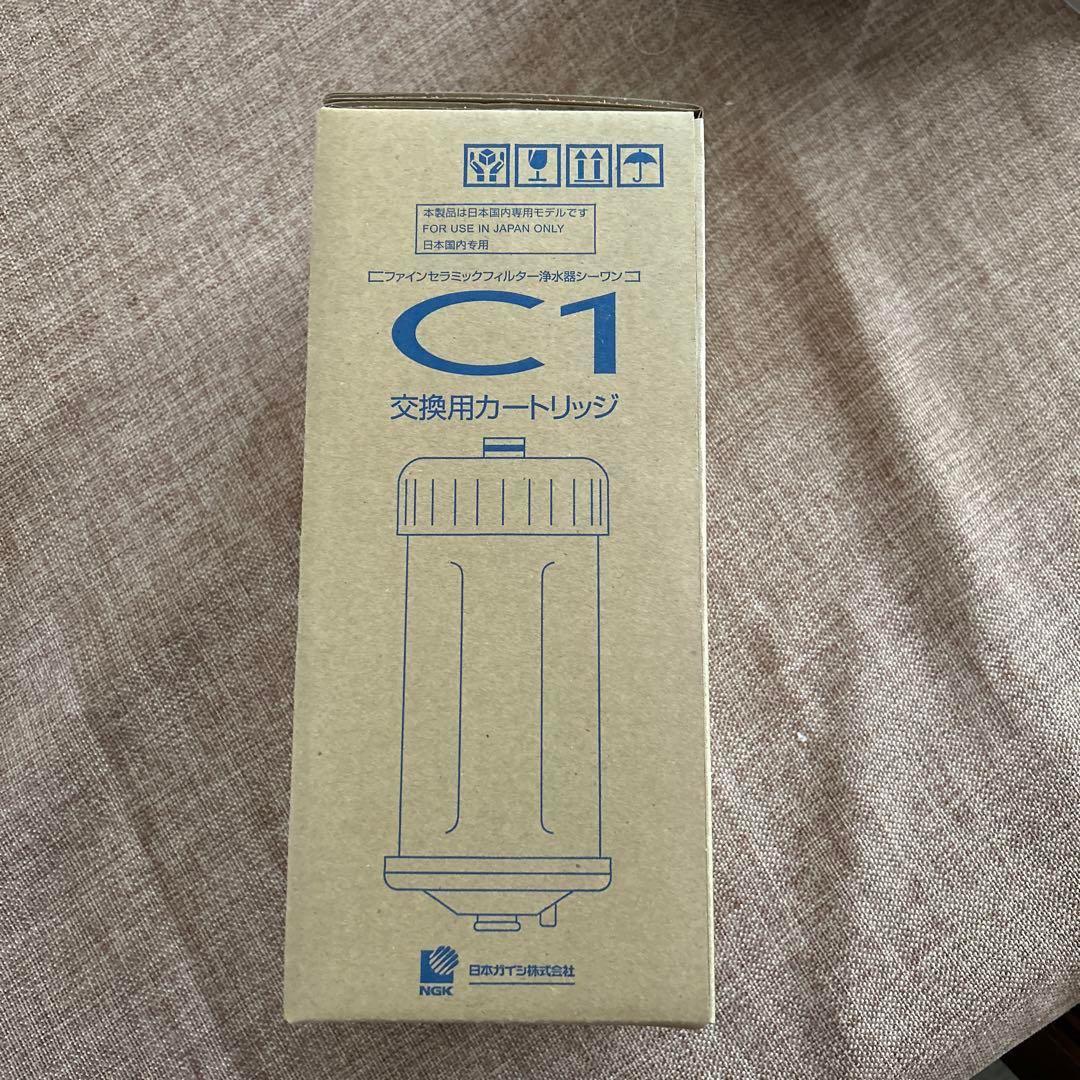 本製品は日本国内専用モデルです
FOR USE IN JAPAN ONLY
日本国内专用
ファインセラミックフィルター浄水器シーワン
C1
交換用カートリッジ
NGK
日本ガイシ株式会社